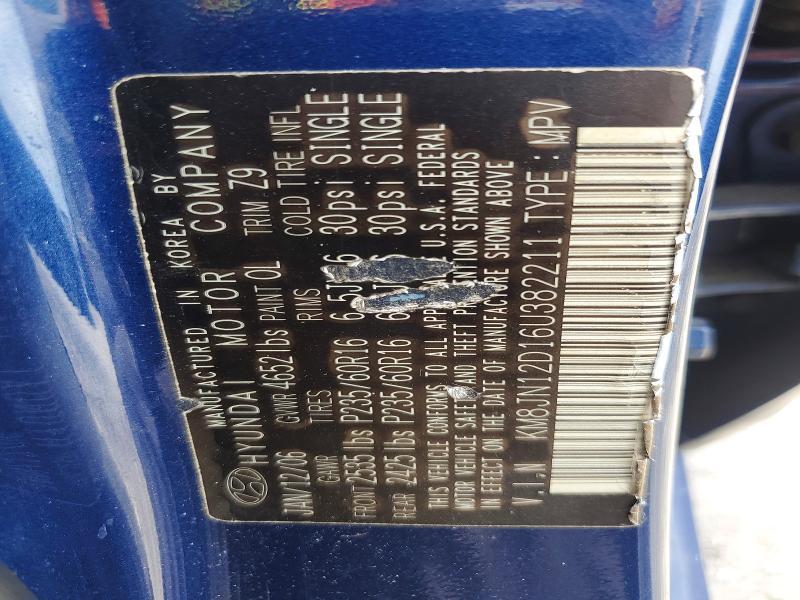 MANUFACTURED IN KOREA BY
HYUNDAI MOTOR COMPANY
JAN/12/06 GVWR 4652 lbs PAINT OL TRIM Z9
GAWR TIRES RIMS COLD TIRE INFL
FRONT 2535 lbs P235/60R16 6.5J 30psi SINGLE
REAR 2425 lbs P235/60R16 30psi SINGLE
THIS VEHICLE CONFORMS TO ALL U.S.A. FEDERAL
MOTOR VEHICLE SAFETY AND THEFT STANDARDS
IN EFFECT ON THE DATE OF MANUFACTURE SHOWN ABOVE
V.I.N KM8JN12D16U382211 TYPE : MPV